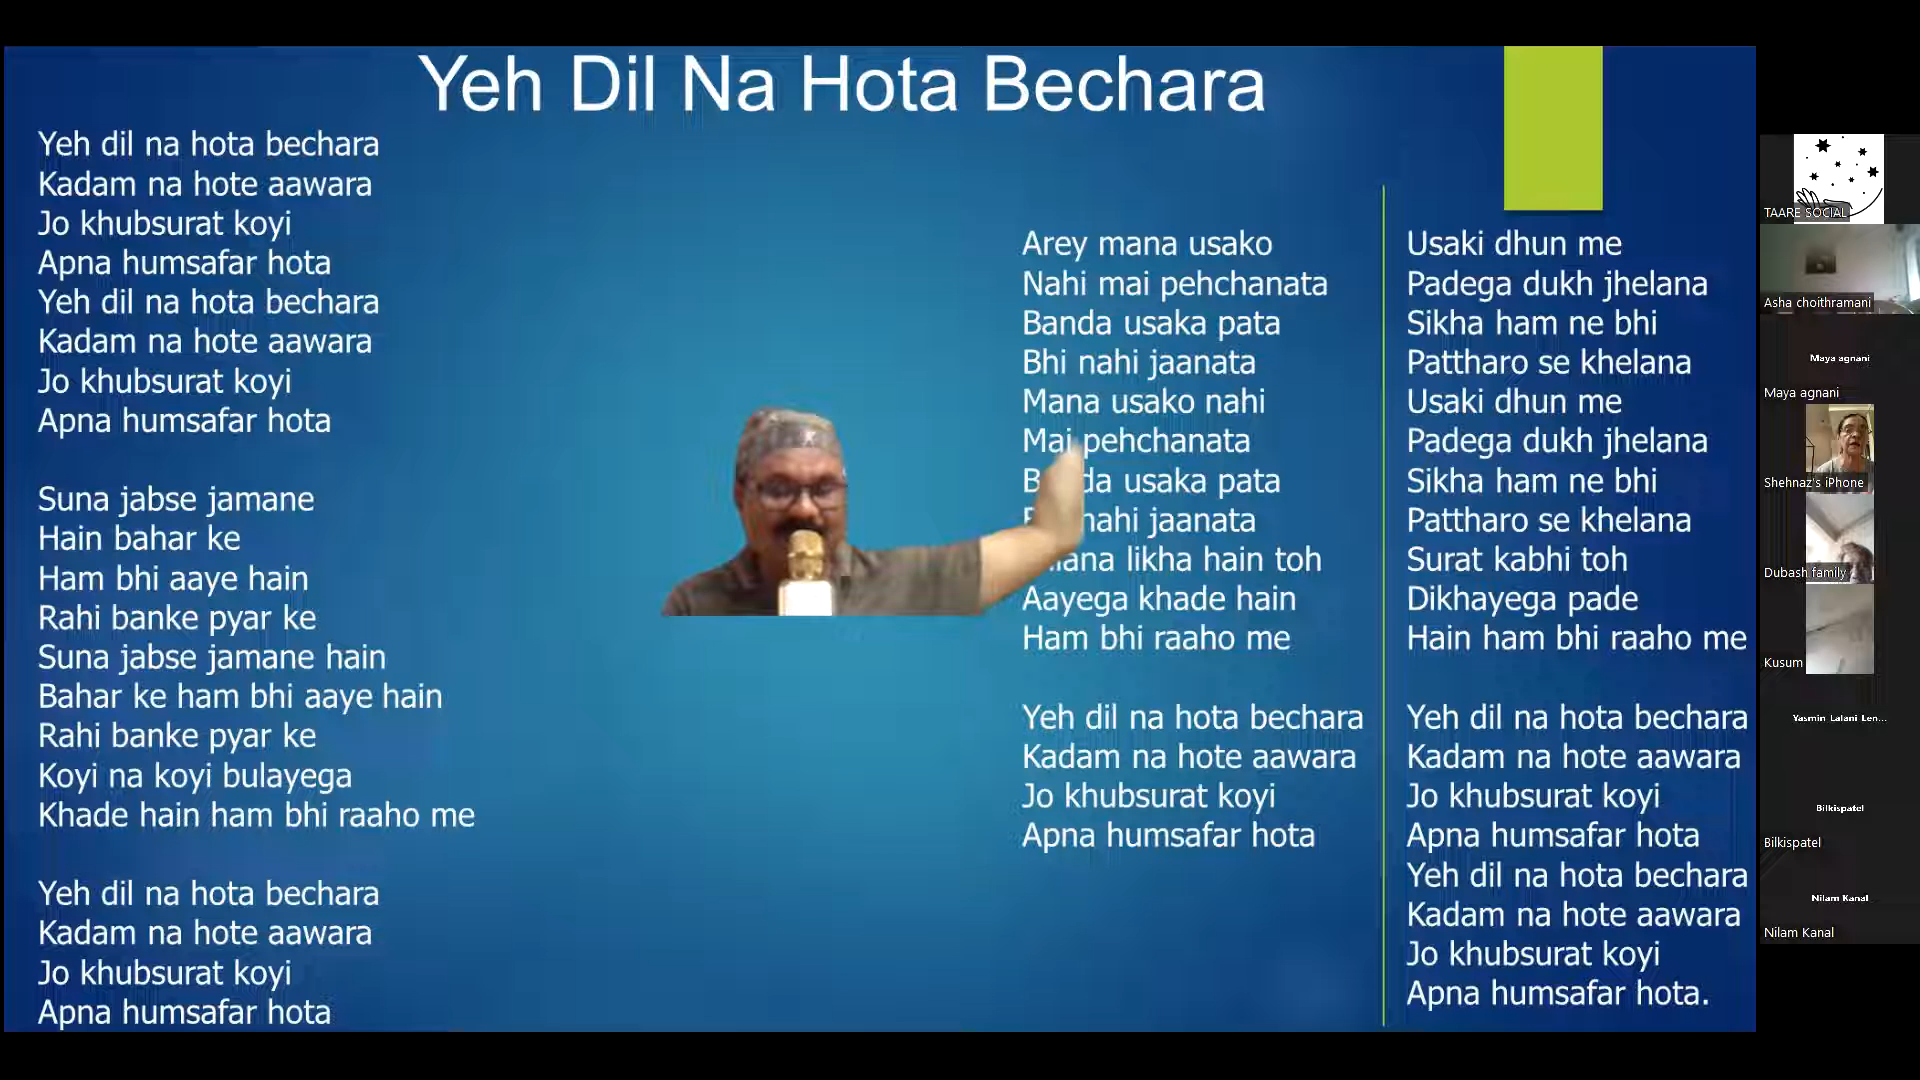 Yeh Dil Na Hota Bechara
Yeh dil na hota bechara
Kadam na hote aawara
Jo khubsurat koyi
Apna humsafar hota
Yeh dil na hota bechara
Kadam na hote aawara
Jo khubsurat koyi
Apna humsafar hota
Suna jabse jamane
Hain bahar ke
Ham bhi aaye hain
Rahi banke pyar ke
Suna jabse jamane hain
Bahar ke ham bhi aaye hain
Rahi banke pyar ke
Koyi na koyi bulayega
Khade hain ham bhi raaho me
Yeh dil na hota bechara
Kadam na hote aawara
Jo khubsurat koyi
Apna humsafar hota
Arey mana usako
Nahi mai pehchanata
Banda usaka pata
Bhi nahi jaanata
Mana usako nahi
Mai pehchanata
usaka pata
nahi jaanata
likha hain toh
Aayega khade hain
Ham bhi raaho me
Yeh dil na hota bechara
Kadam na hote aawara
Jo khubsurat koyi
Apna humsafar hota
Usaki dhun me
Padega dukh jhelana
Sikha ham ne bhi
Pattharo se khelana
Usaki dhun me
Padega dukh jhelana
Sikha ham ne bhi
Pattharo se khelana
Surat kabhi toh
Dikhayega pade
Hain ham bhi raaho me
Yeh dil na hota bechara
Kadam na hote aawara
Jo khubsurat koyi
Apna humsafar hota
Yeh dil na hota bechara
Kadam na hote aawara
Jo khubsurat koyi
Apna humsafar hota.
TAARE SOCIAL
Asha choithramani
Maya agnani
Maya agnani
Shehnaz's iPhone
Dubash family
Kusum
Yasmin Lalani Len...
Bilkispatel
Bilkispatel
Nilam Kanal
Nilam Kanal